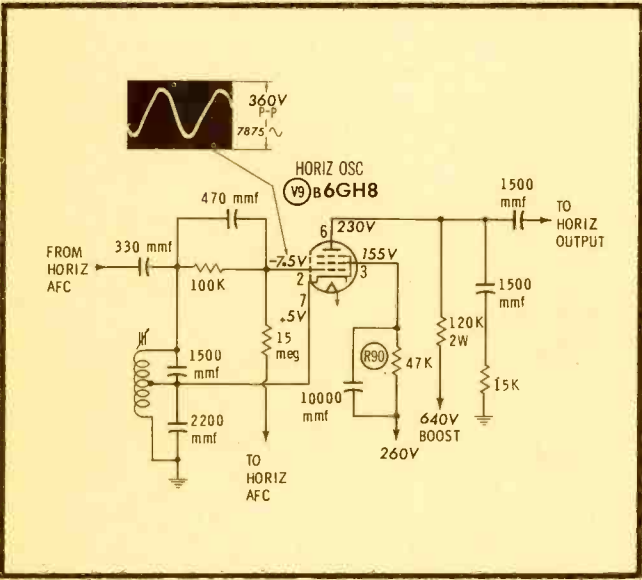 360V
P-P
7875 ∿
HORIZ OSC
V9 B 6GH8
470 mmf
1500
mmf
TO
HORIZ
OUTPUT
6
230V
FROM
HORIZ
AFC
330 mmf
-7.5V
2
155V
3
100K
7
.5V
15
meg
1500
mmf
1500
mmf
120K
2W
R90
47K
15K
2200
mmf
10000
mmf
640V
BOOST
260V
TO
HORIZ
AFC